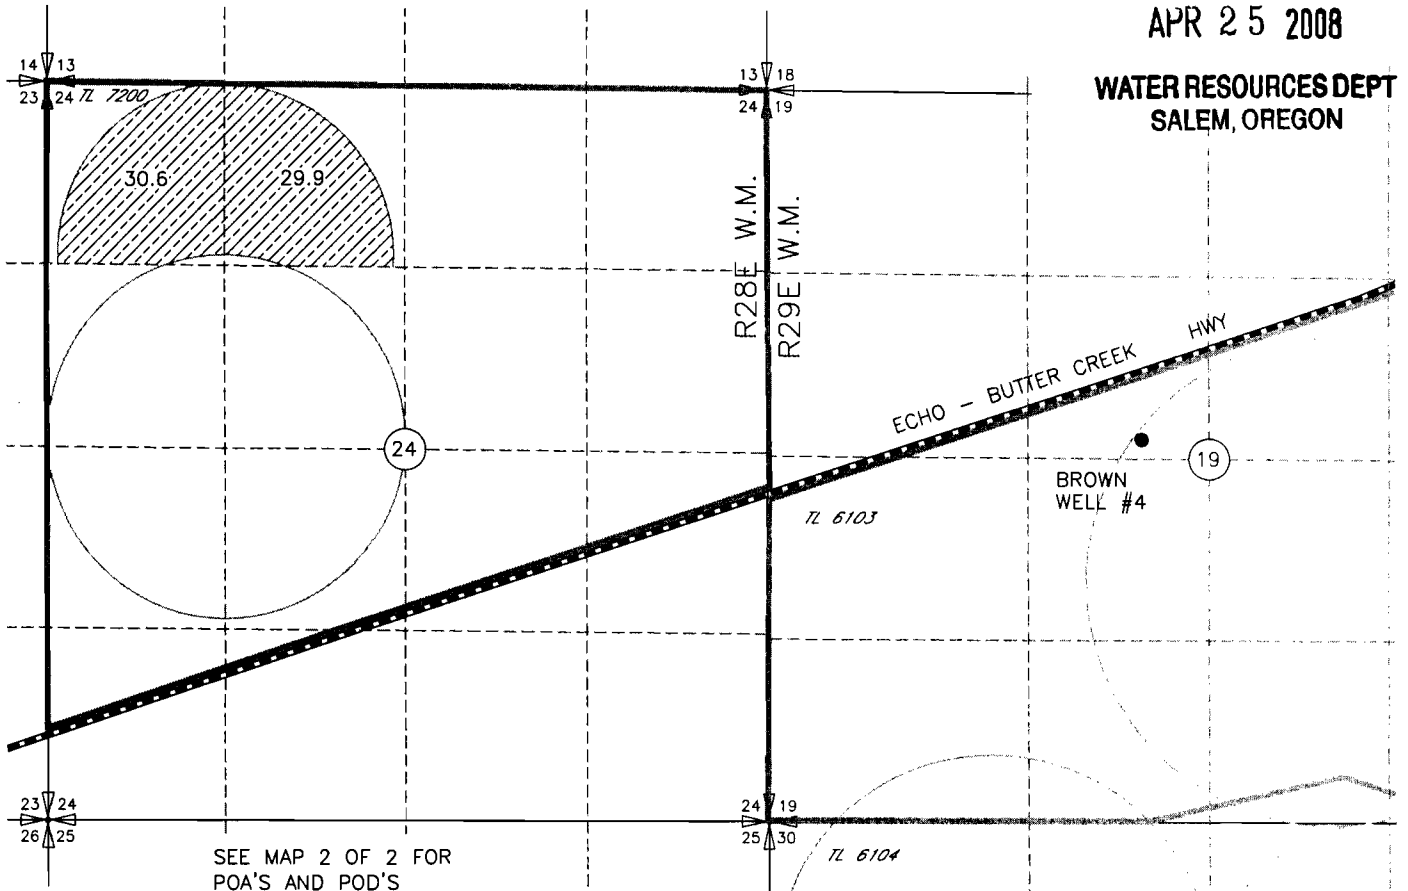 APR 25 2008
WATER RESOURCES DEPT
SALEM, OREGON
14 13
23 24
TL 7200
13 18
24 19
30.6
29.9
R28E W.M.
R29E W.M.
ECHO - BUTTER CREEK HWY
24
19
BROWN
WELL #4
TL 6103
23 24
26 25
24 19
25 30
SEE MAP 2 OF 2 FOR
POA'S AND POD'S
TL 6104